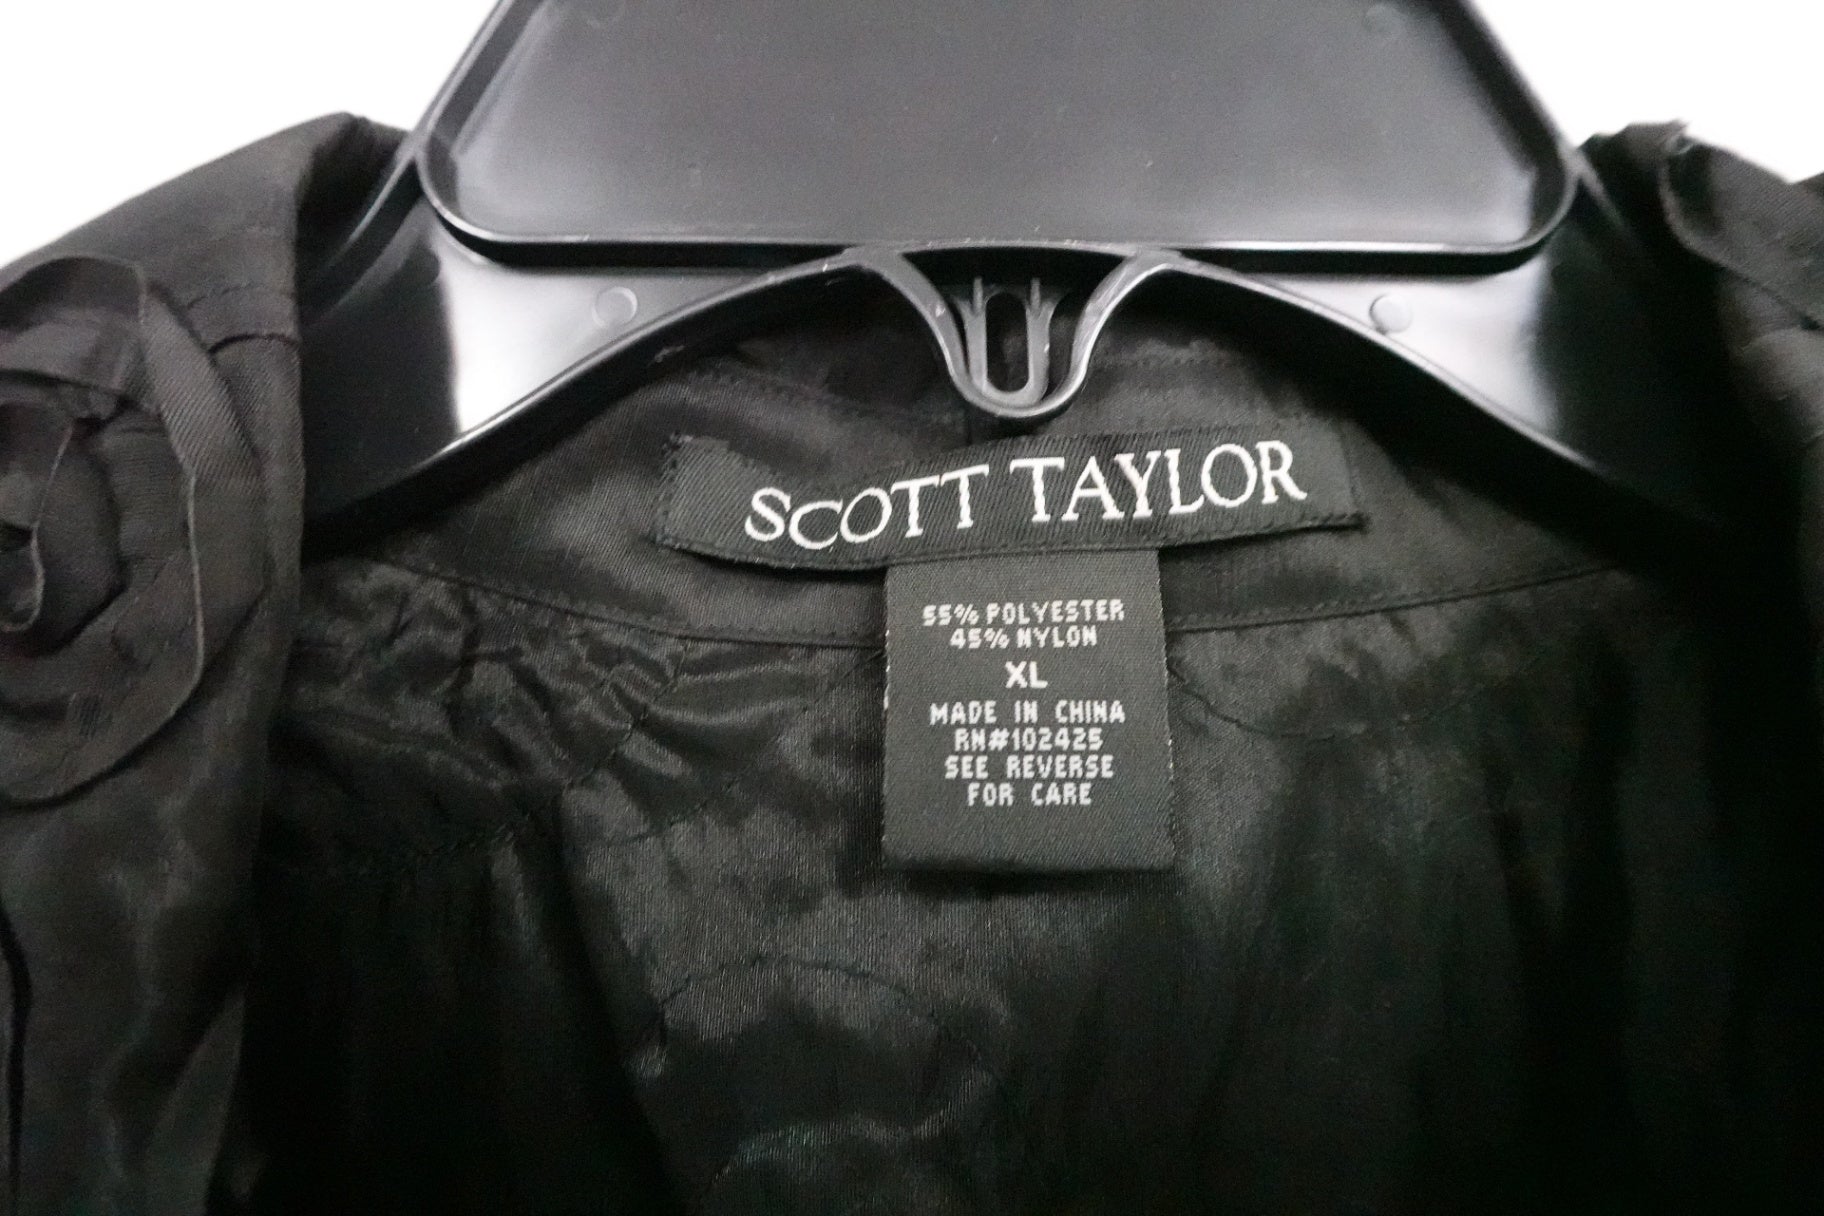 SCOTT TAYLOR
55% POLYESTER
45% NYLON
XL
MADE IN CHINA
RN#102425
SEE REVERSE
FOR CARE